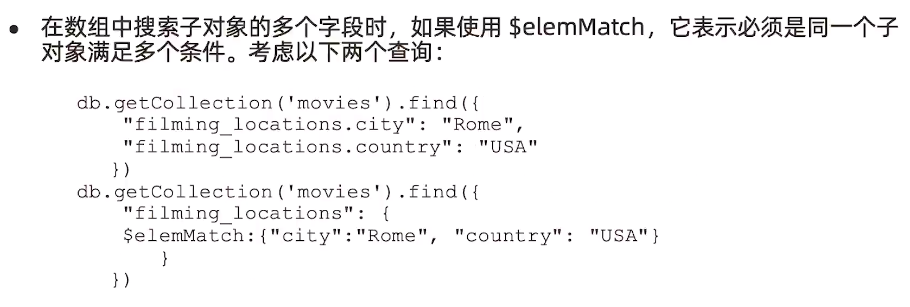 • 在数组中搜索子对象的多个字段时，如果使用 $elemMatch，它表示必须是同一个子
对象满足多个条件。考虑以下两个查询：
db.getCollection('movies').find({
"filming_locations.city": "Rome",
"filming_locations.country": "USA"
})
db.getCollection('movies').find({
"filming_locations": {
$elemMatch:{"city":"Rome", "country": "USA"}
}
})